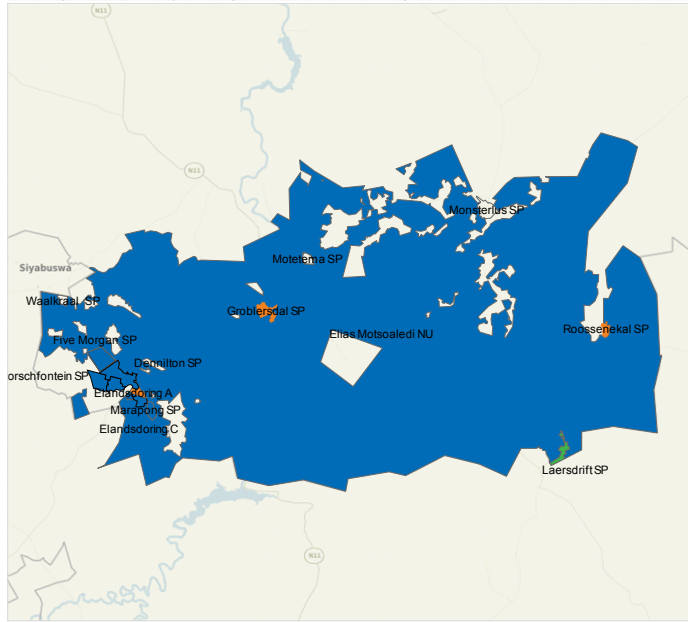 N11
N11
Monsterlus SP
Motetema SP
Siyabuswa
Waalkraal SP
Groblersdal SP
Roossenekal SP
Elias Motsoaledi NU
Five Morgan SP
Dennilton SP
orschfontein SP
Elandsdoring A
Marapong SP
Elandsdoring C
Laersdrift SP
N11